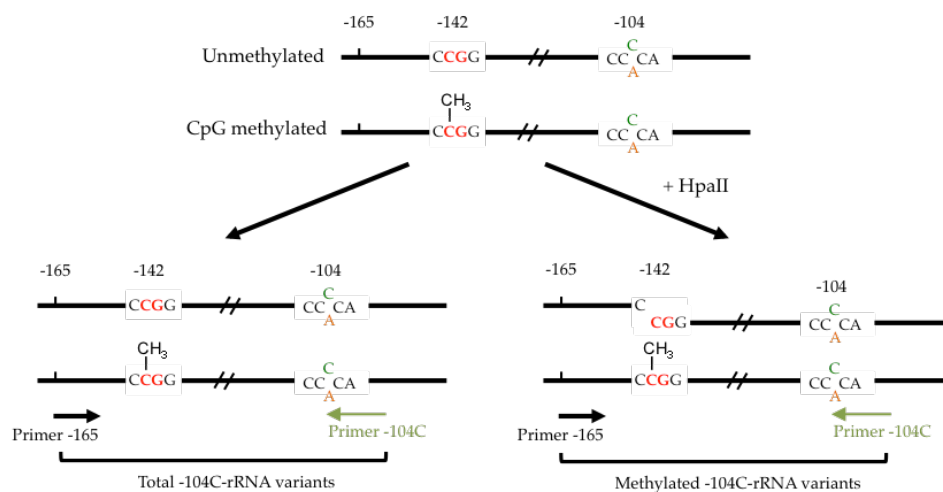 -165 -142 -104
Unmethylated CCGG CC C CA
A
CH3
CpG methylated CCGG CC C CA
A
+ HpaII
-165 -142 -104
CCGG CC C CA
A
CH3
CCGG CC C CA
A
Primer -165 Primer -104C
Total -104C-rRNA variants
-165 -142 -104
C
CGG CC C CA
A
CH3
CCGG CC C CA
A
Primer -165 Primer -104C
Methylated -104C-rRNA variants